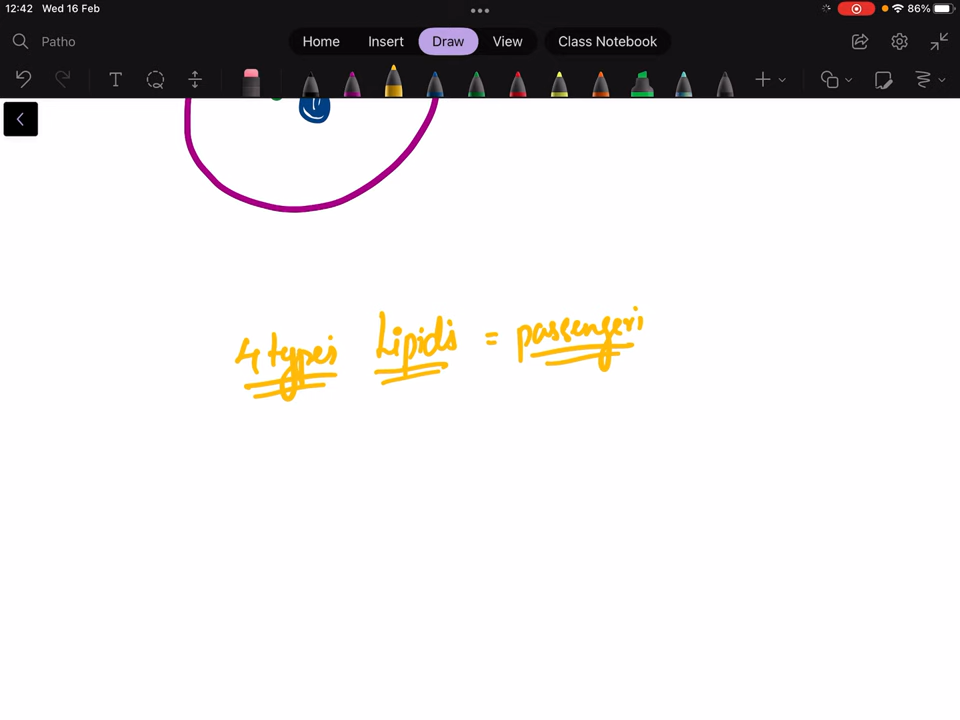 12:42 Wed 16 Feb 86%
Patho Home Insert Draw View Class Notebook
T
4 types Lipids = passengers